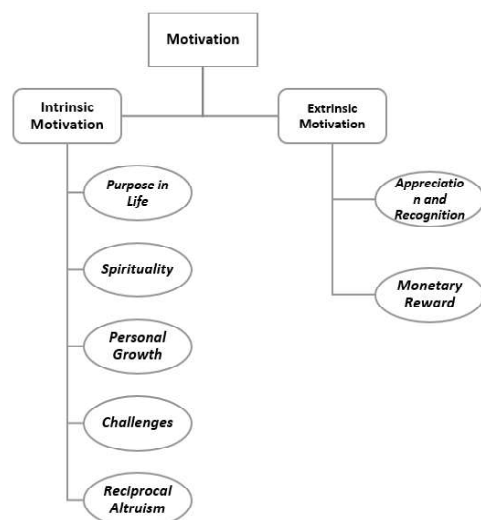 Motivation
Intrinsic
Motivation
Extrinsic
Motivation
Purpose in
Life
Spirituality
Personal
Growth
Challenges
Reciprocal
Altruism
Appreciatio
n and
Recognition
Monetary
Reward